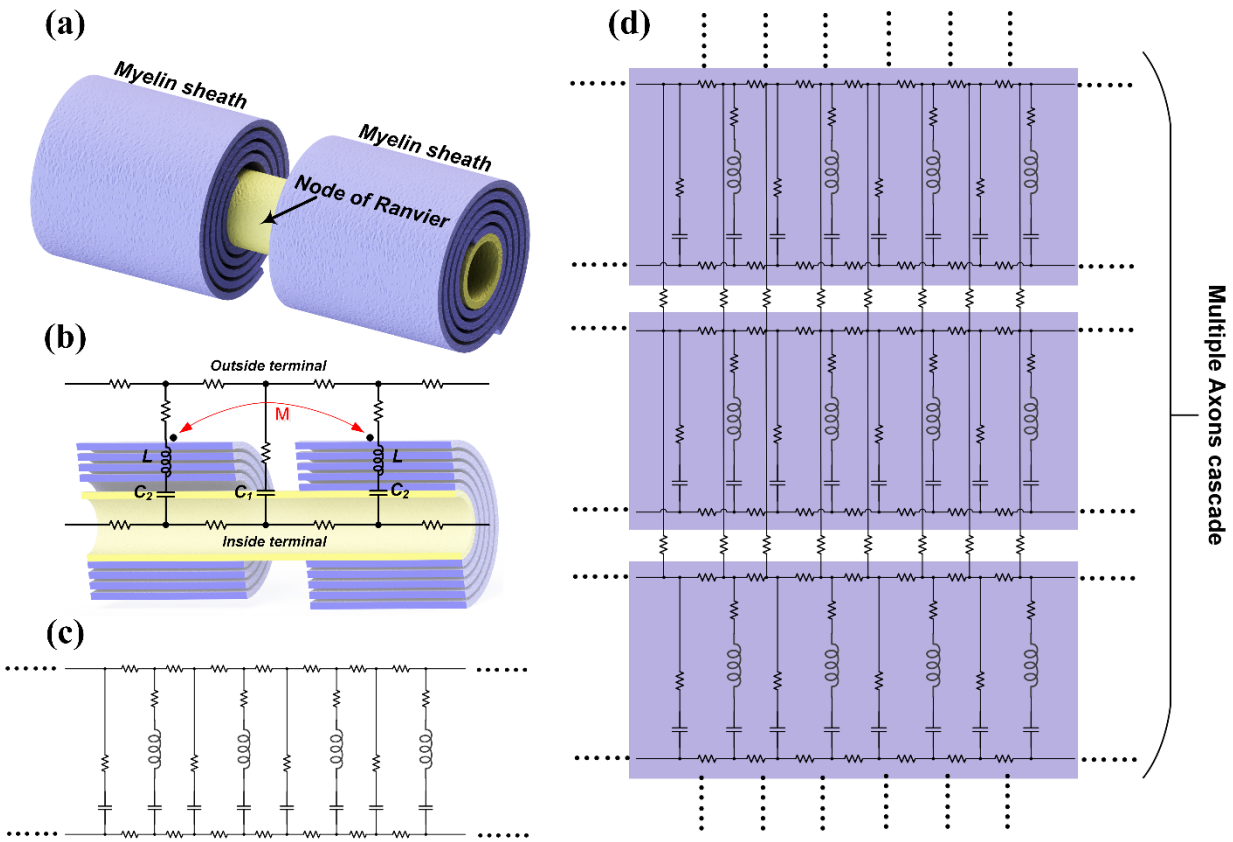 (a)
Myelin sheath
Myelin sheath
Node of Ranvier
(b)
Outside terminal
M
L
L
C2
C1
C2
Inside terminal
(c)
(d)
Multiple Axons cascade